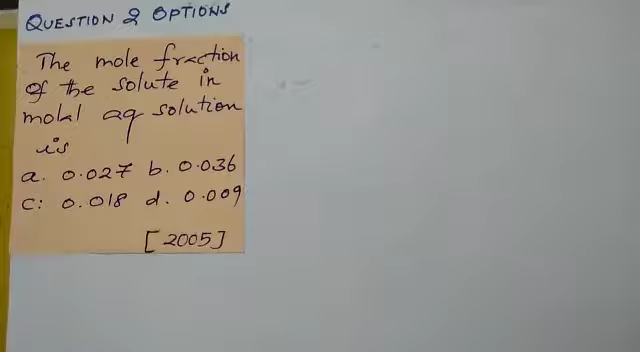 QUESTION & OPTIONS
The mole fraction
of the solute in
molal aq solution
is
a. 0.027 b. 0.036
C: 0.018 d. 0.009
[2005]